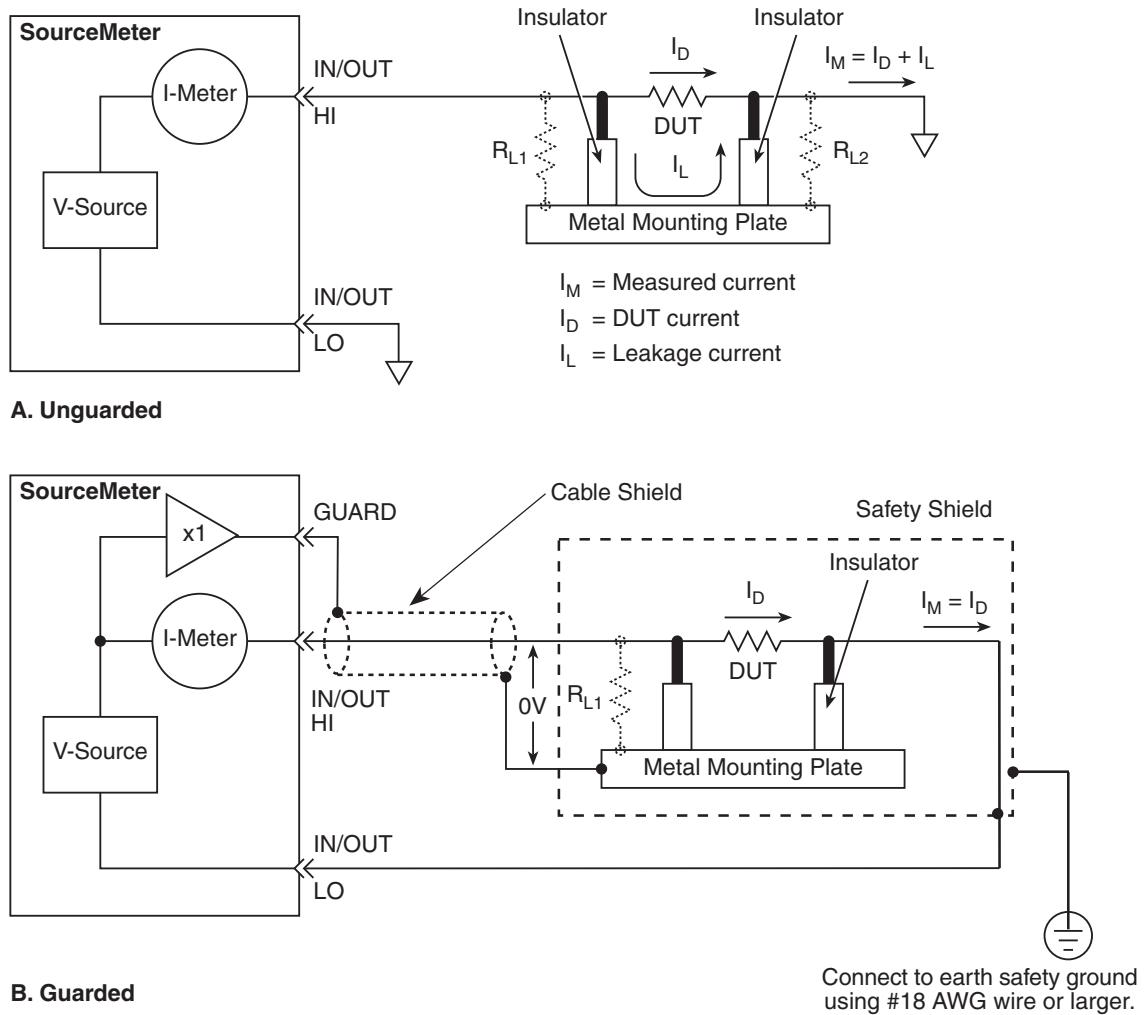 SourceMeter
I-Meter
V-Source
IN/OUT
HI
IN/OUT
LO
Insulator
Insulator
I_D
I_M = I_D + I_L
DUT
R_L1
I_L
R_L2
Metal Mounting Plate
I_M = Measured current
I_D = DUT current
I_L = Leakage current
A. Unguarded
SourceMeter
x1
GUARD
Cable Shield
Safety Shield
Insulator
I-Meter
I_D
I_M = I_D
DUT
IN/OUT
HI
0V
R_L1
V-Source
Metal Mounting Plate
IN/OUT
LO
B. Guarded
Connect to earth safety ground
using #18 AWG wire or larger.